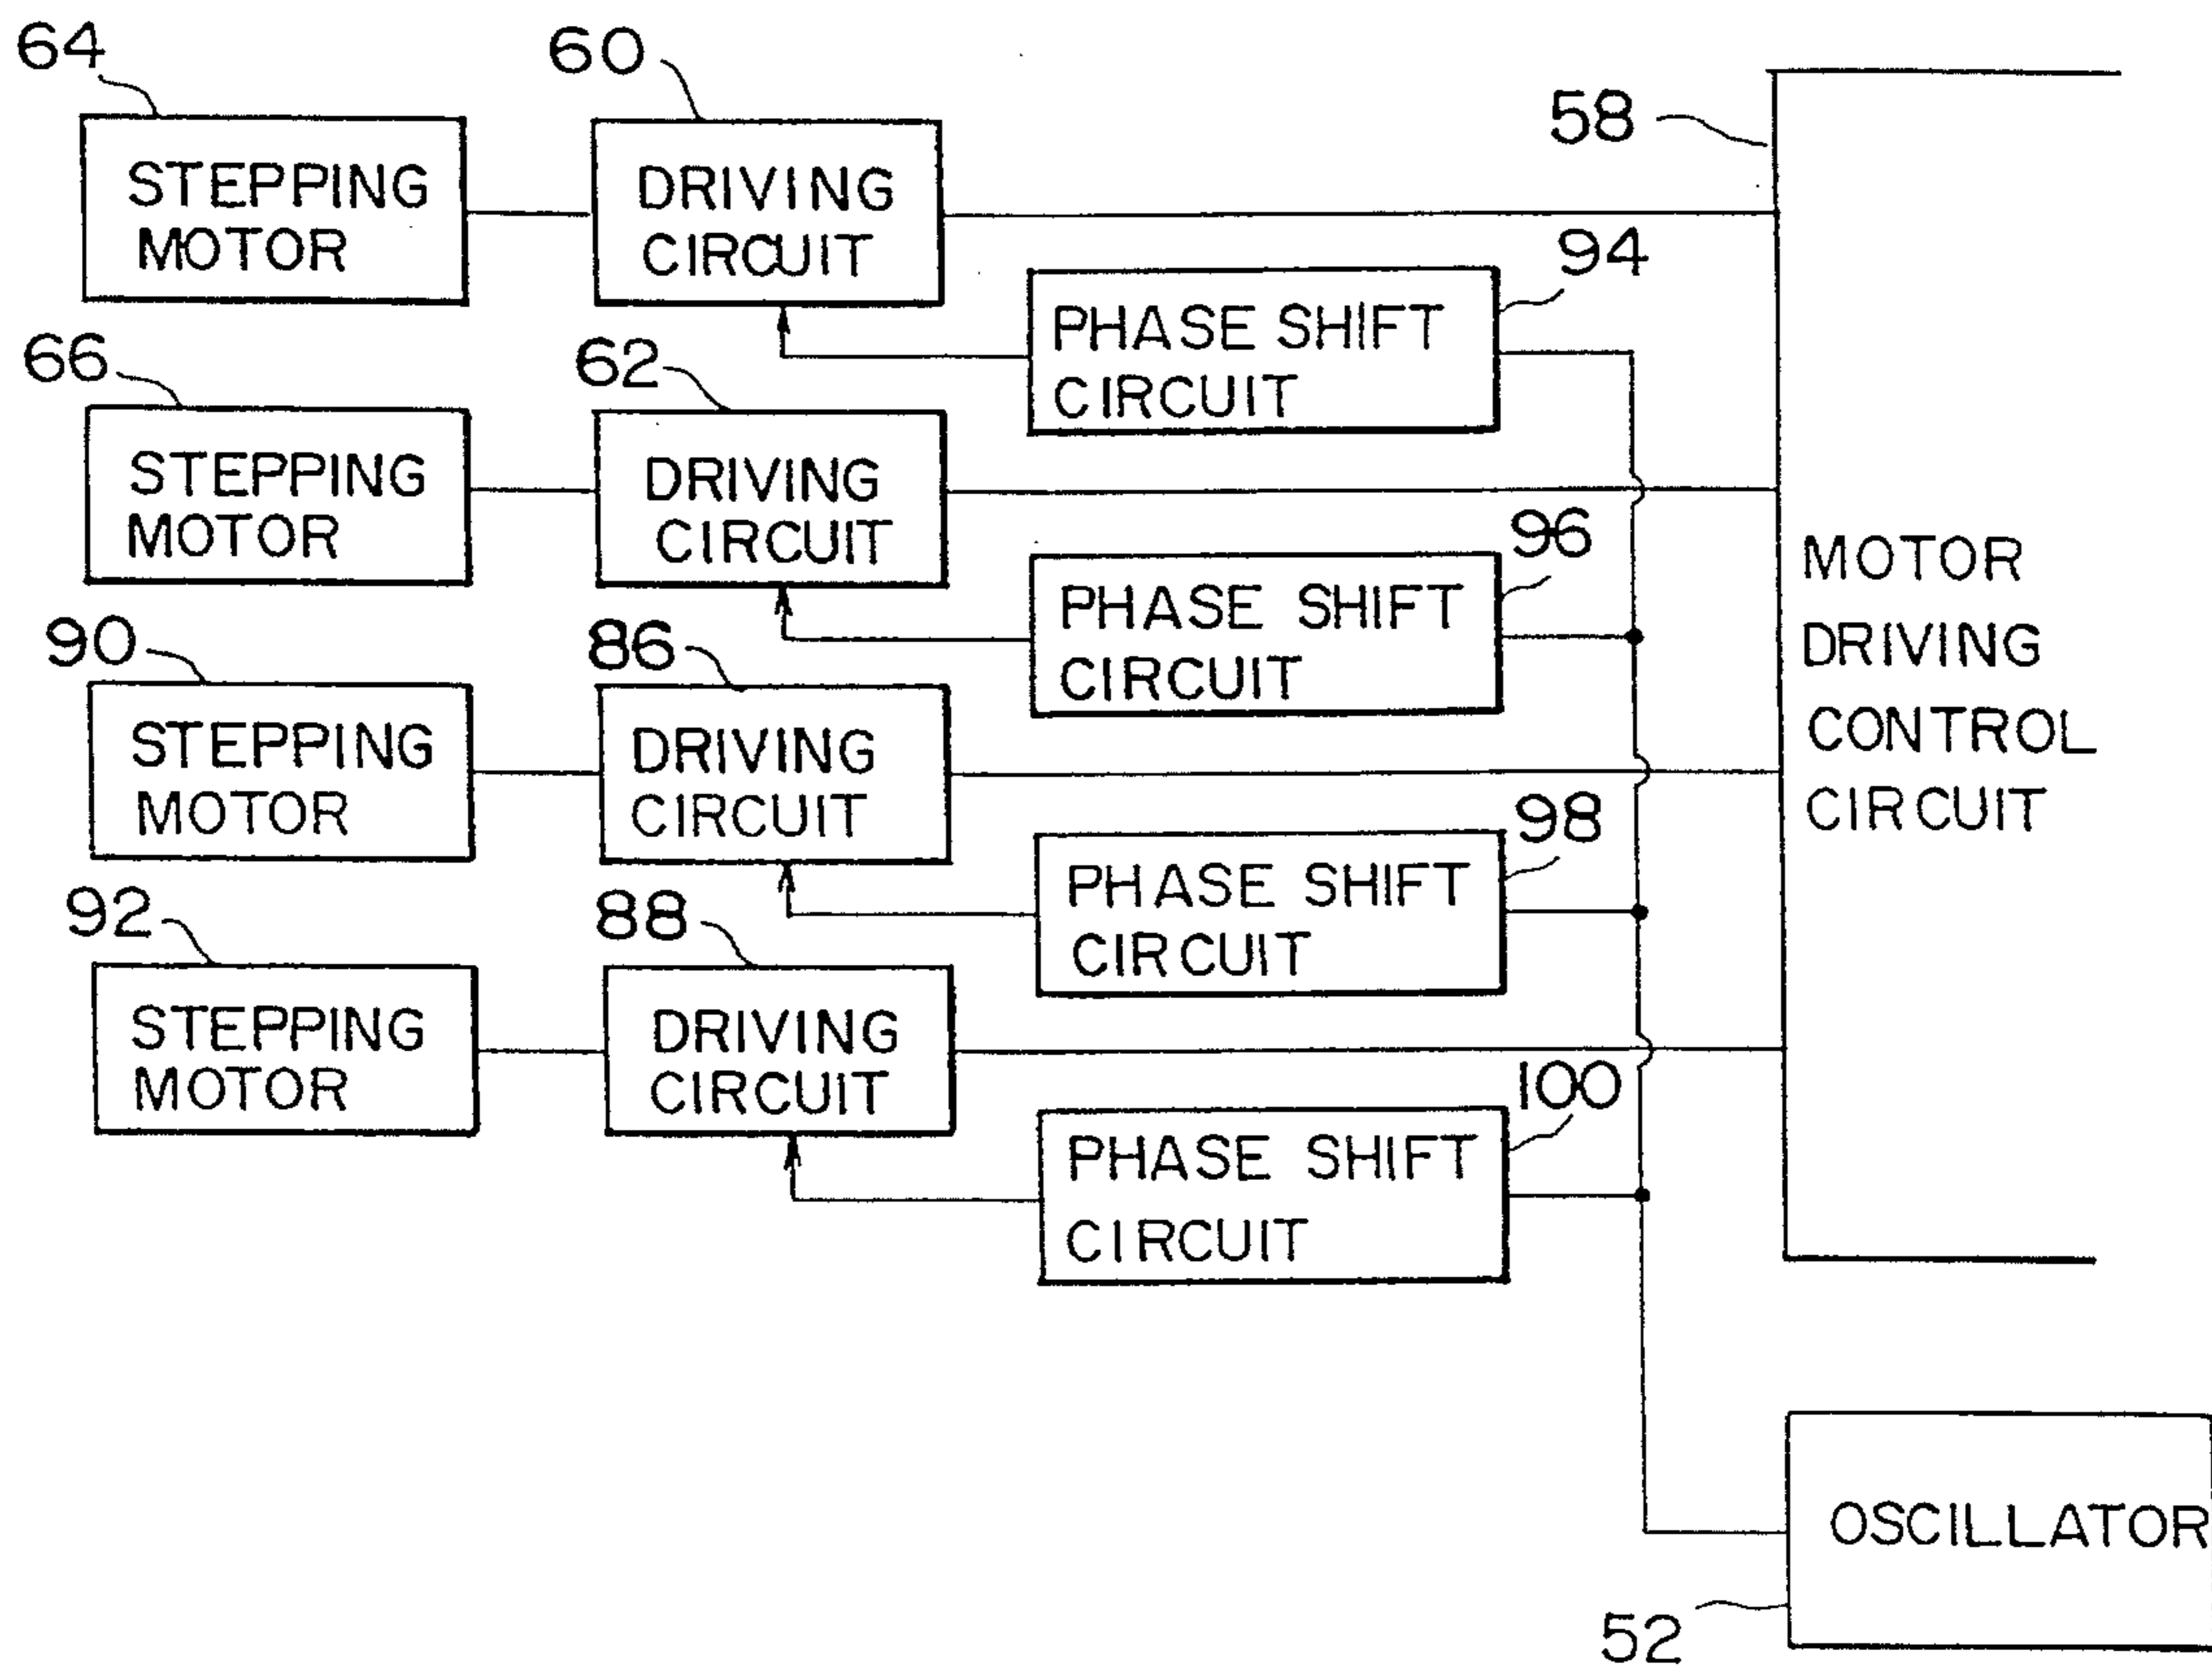 64
60
58
STEPPING
MOTOR
DRIVING
CIRCUIT
94
PHASE SHIFT
CIRCUIT
66
62
STEPPING
MOTOR
DRIVING
CIRCUIT
96
PHASE SHIFT
CIRCUIT
MOTOR
DRIVING
CONTROL
CIRCUIT
90
86
STEPPING
MOTOR
DRIVING
CIRCUIT
98
PHASE SHIFT
CIRCUIT
92
88
STEPPING
MOTOR
DRIVING
CIRCUIT
100
PHASE SHIFT
CIRCUIT
OSCILLATOR
52